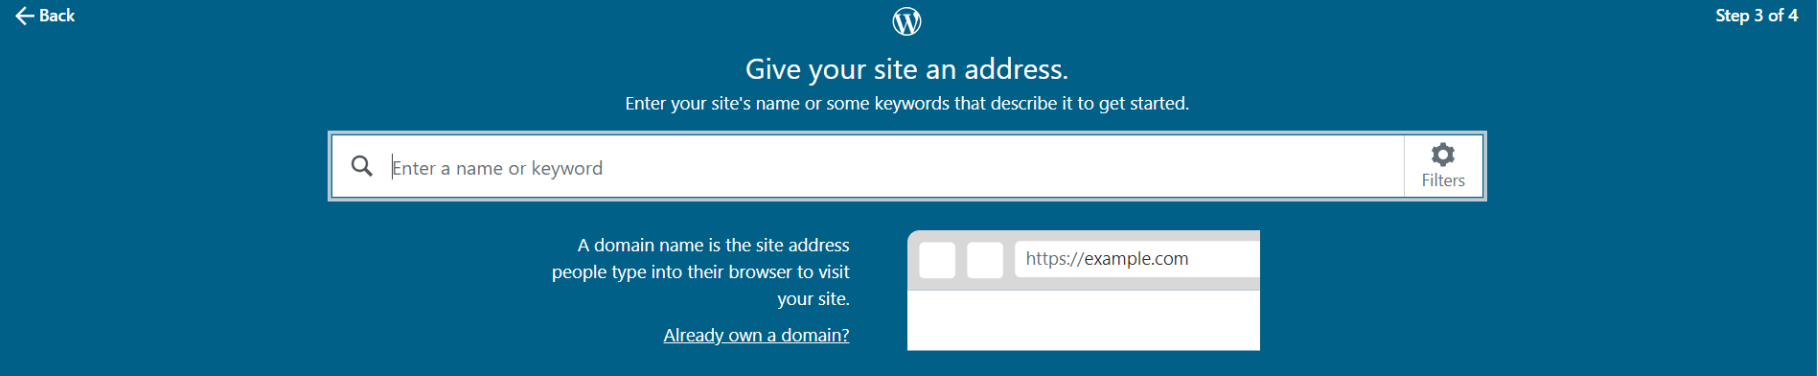 Back
Step 3 of 4
Give your site an address.
Enter your site's name or some keywords that describe it to get started.
Enter a name or keyword
Filters
A domain name is the site address
people type into their browser to visit
your site.
Already own a domain?
https://example.com